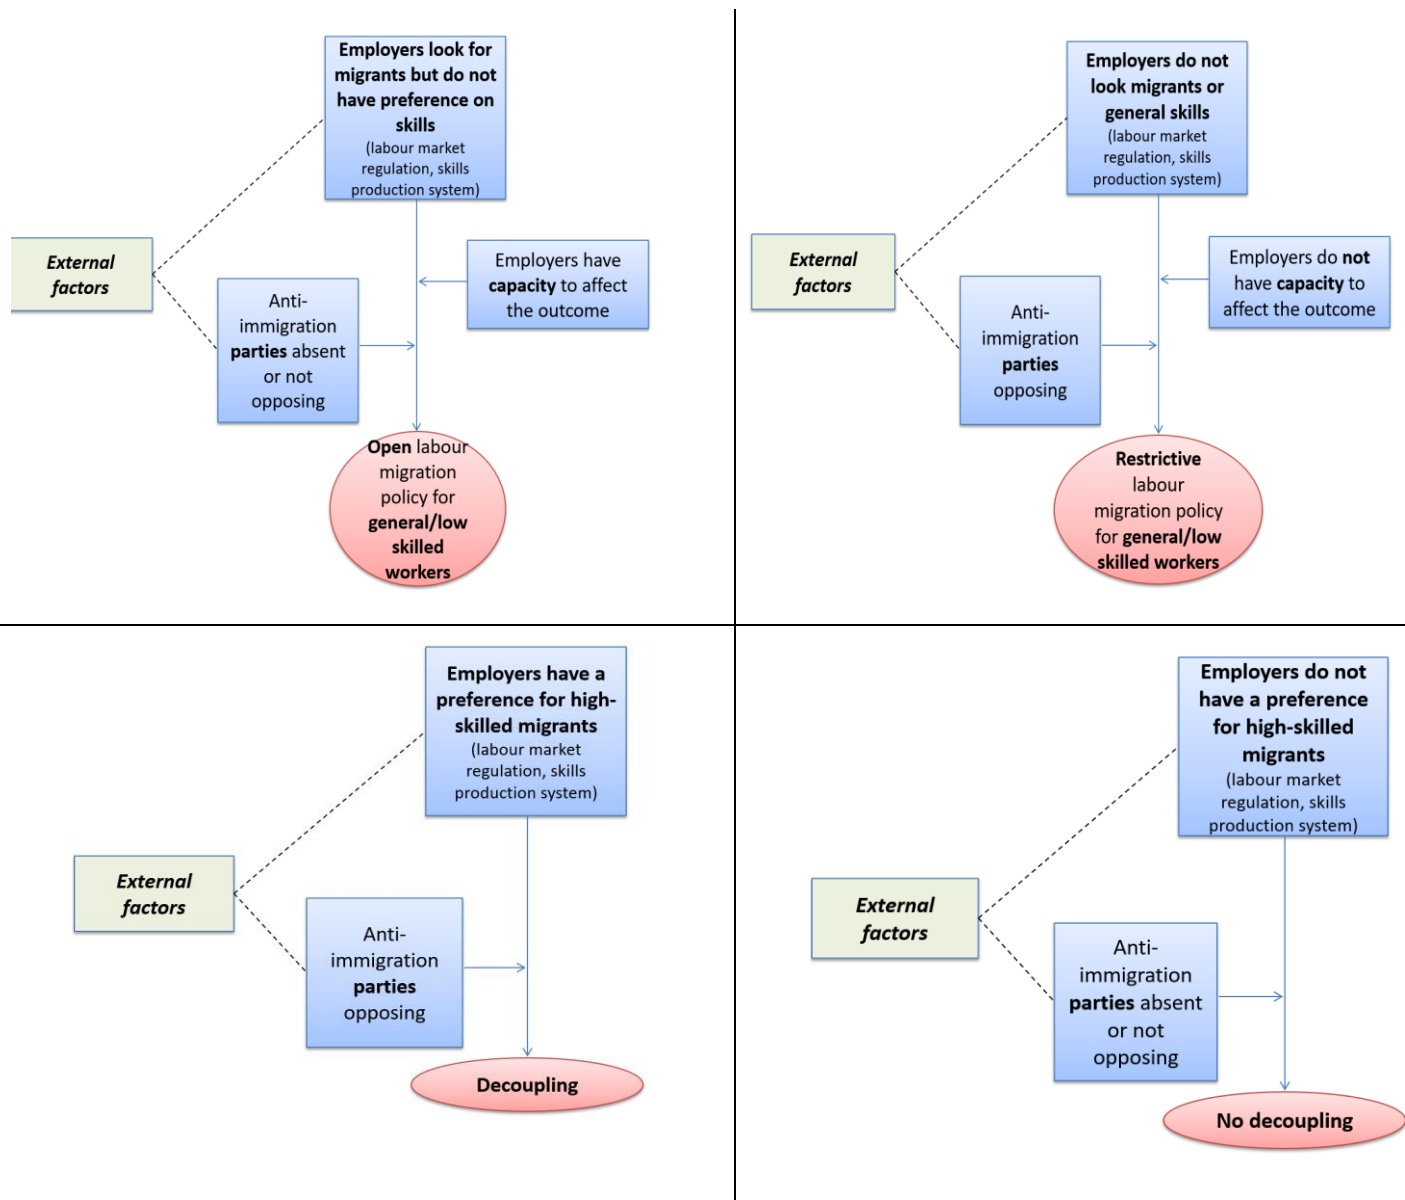 Employers look for
migrants but do not
have preference on
skills
(labour market
regulation, skills
production system)
External
factors
Employers have
capacity to affect
the outcome
Anti-
immigration
parties absent
or not
opposing
Open labour
migration
policy for
general/low
skilled
workers
Employers do not
look migrants or
general skills
(labour market
regulation, skills
production system)
External
factors
Employers do not
have capacity to
affect the outcome
Anti-
immigration
parties
opposing
Restrictive
labour
migration policy
for general/low
skilled workers
Employers have a
preference for high-
skilled migrants
(labour market
regulation, skills
production system)
External
factors
Anti-
immigration
parties
opposing
Decoupling
Employers do not
have a preference
for high-skilled
migrants
(labour market
regulation, skills
production system)
External
factors
Anti-
immigration
parties absent
or not
opposing
No decoupling